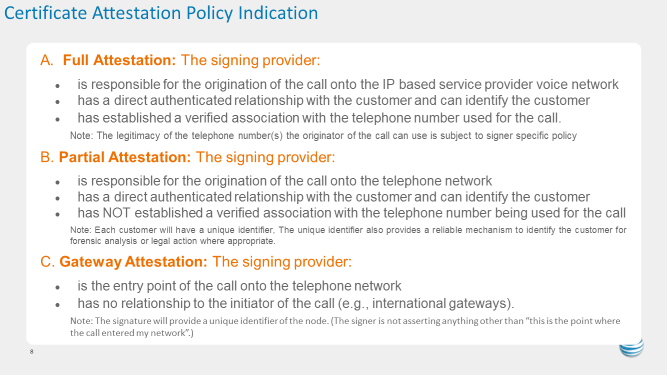 Certificate Attestation Policy Indication
A. Full Attestation: The signing provider:
• is responsible for the origination of the call onto the IP based service provider voice network
• has a direct authenticated relationship with the customer and can identify the customer
• has established a verified association with the telephone number used for the call.
Note: The legitimacy of the telephone number(s) the originator of the call can use is subject to signer specific policy
B. Partial Attestation: The signing provider:
• is responsible for the origination of the call onto the telephone network
• has a direct authenticated relationship with the customer and can identify the customer
• has NOT established a verified association with the telephone number being used for the call
Note: Each customer will have a unique identifier, The unique identifier also provides a reliable mechanism to identify the customer for
forensic analysis or legal action where appropriate.
C. Gateway Attestation: The signing provider:
• is the entry point of the call onto the telephone network
• has no relationship to the initiator of the call (e.g., international gateways).
Note: The signature will provide a unique identifier of the node. (The signer is not asserting anything other than “this is the point where
the call entered my network”.)
8